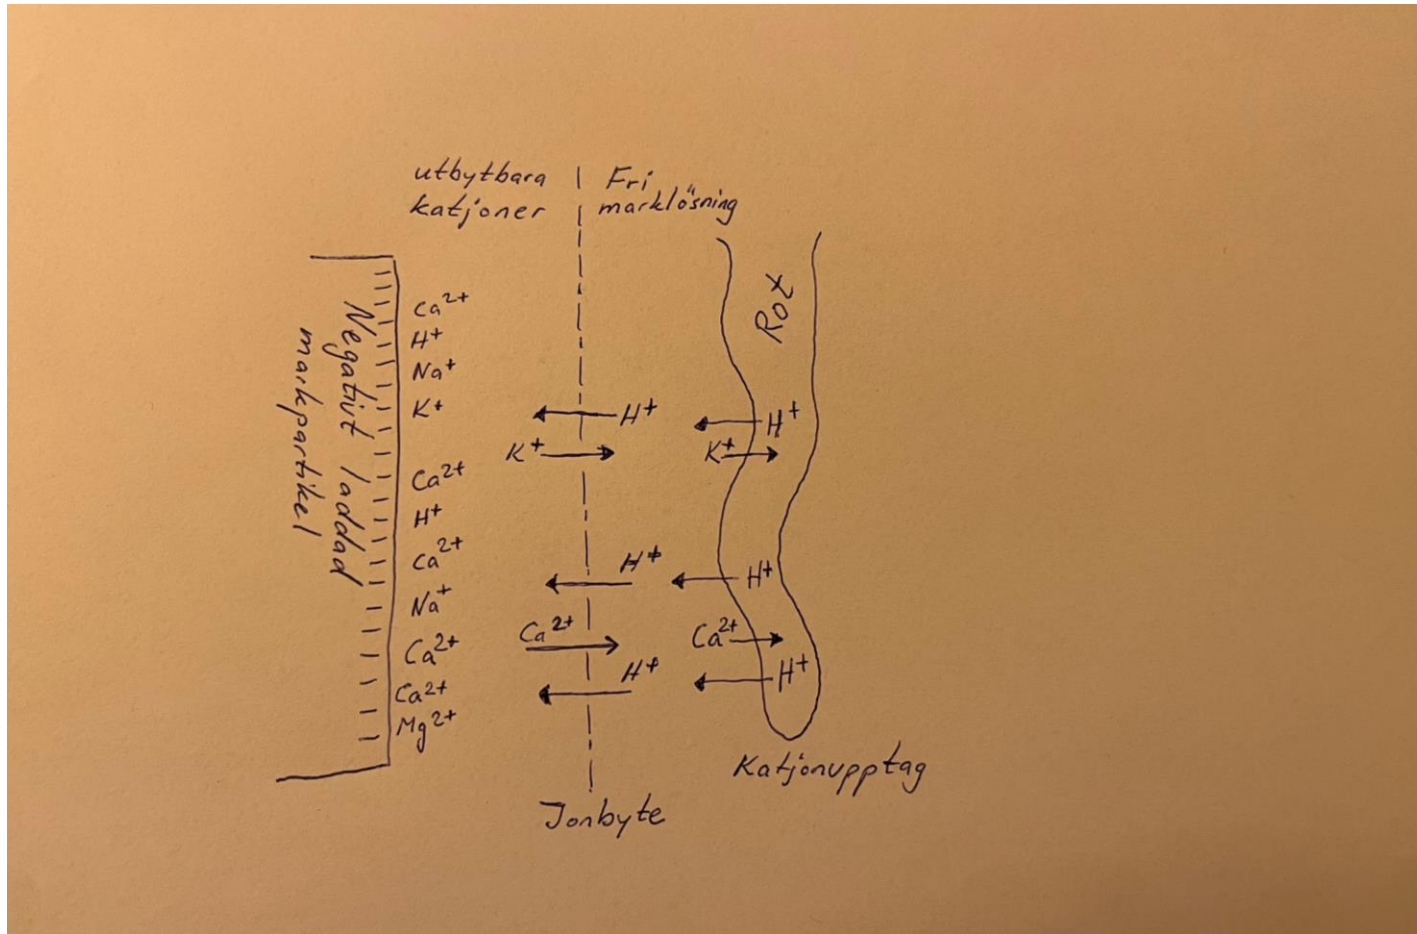 utbytbara
katjoner
Fri
marklösning
Negativt laddad
markpartikel
Ca²⁺
H⁺
Na⁺
K⁺
Ca²⁺
H⁺
Ca²⁺
Na⁺
Ca²⁺
Ca²⁺
Mg²⁺
H⁺
K⁺
H⁺
Ca²⁺
H⁺
Rot
H⁺
K⁺
H⁺
Ca²⁺
H⁺
Katjonupptag
Jonbyte